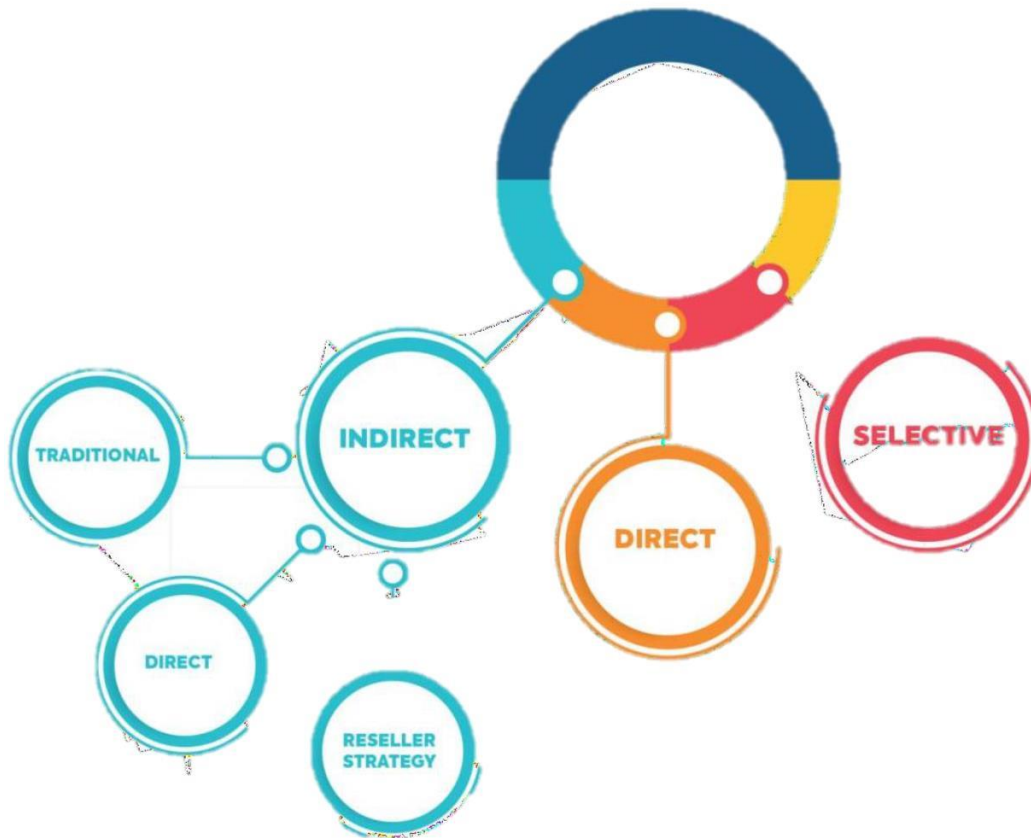 INDIRECT
SELECTIVE
TRADITIONAL
DIRECT
DIRECT
RESELLER
STRATEGY